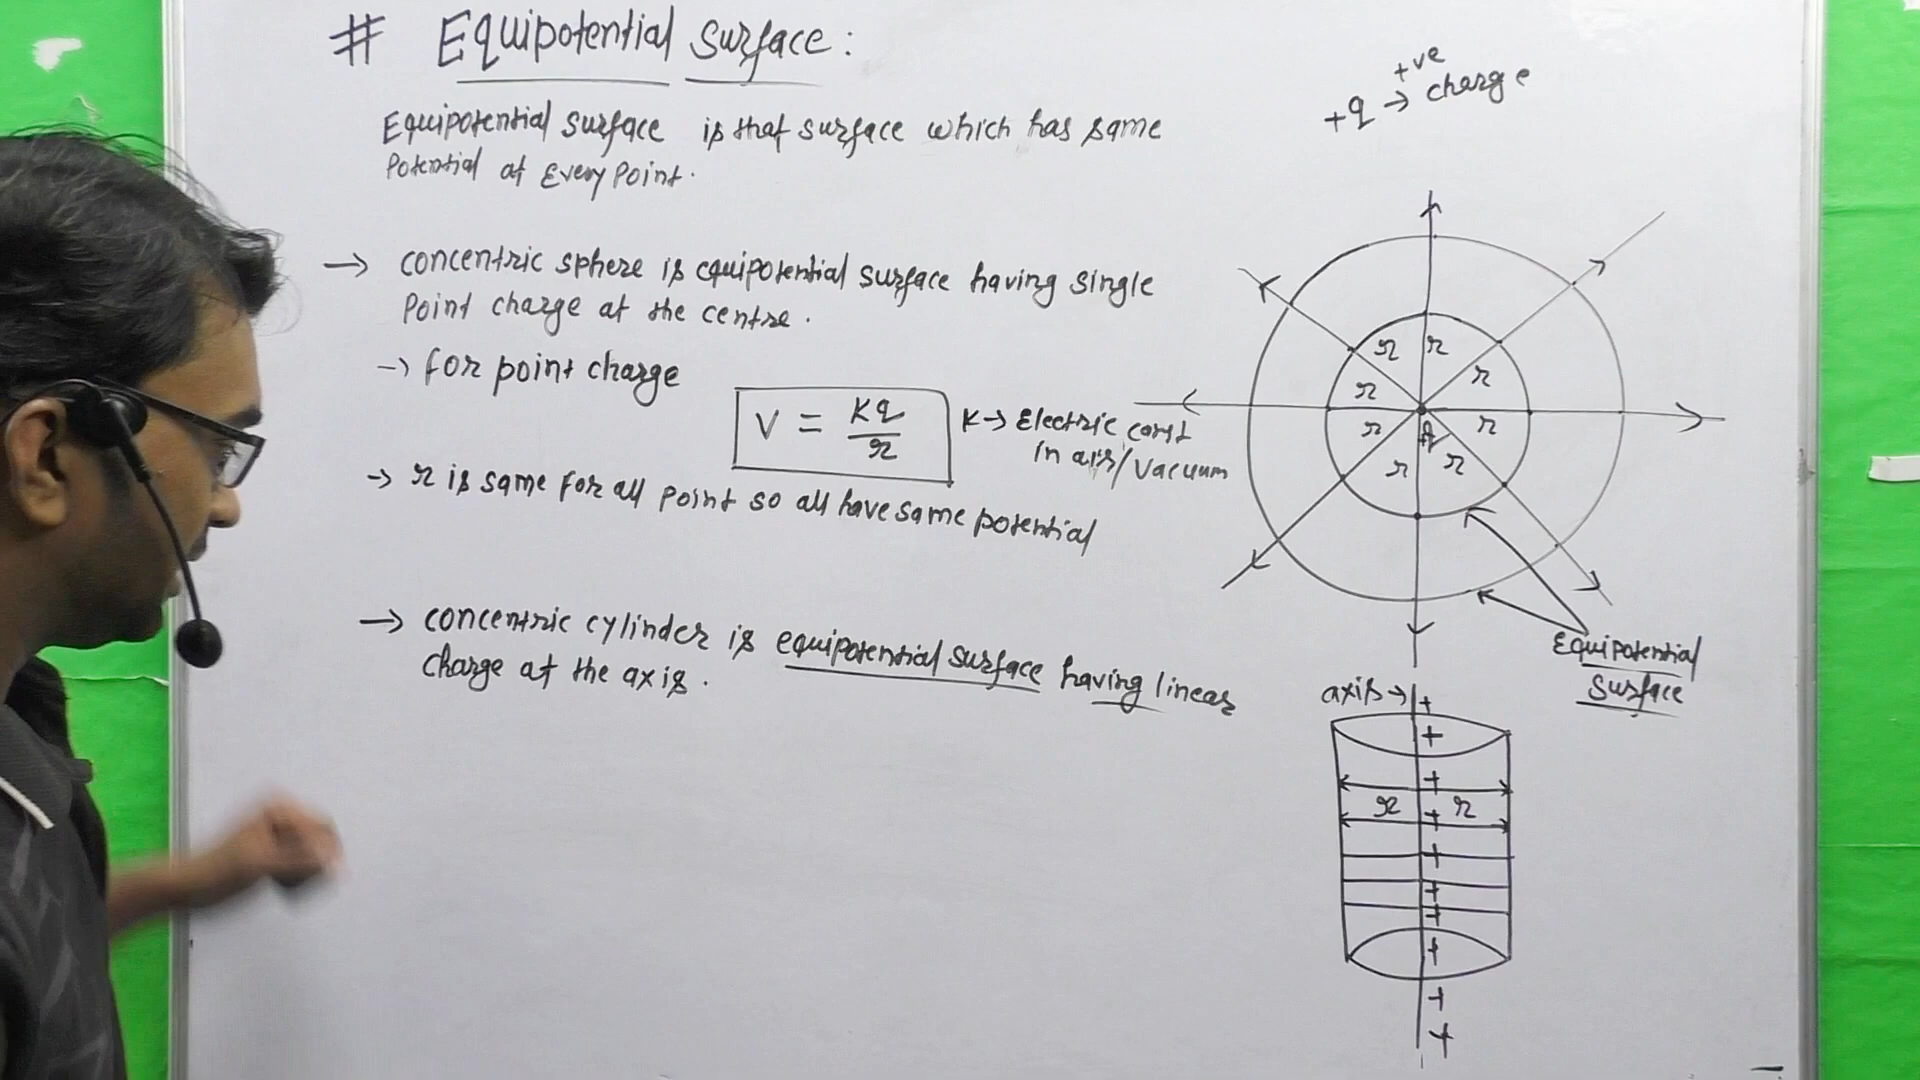 # Equipotential Surface:
Equipotential Surface is that surface which has same
Potential at Every Point.
→ concentric sphere is equipotential surface having single
Point charge at the centre.
→ for point charge
V = Kq/r
K→ Electric const
in air/vacuum
→ r is same for all point so all have same potential
→ concentric cylinder is equipotential surface having linear
charge at the axis.
+ve
+q → charge
r r
r r
r r
q
r r
Equipotential
Surface
axis→ +
+
+
r r
+
+
+
+
+
+
+